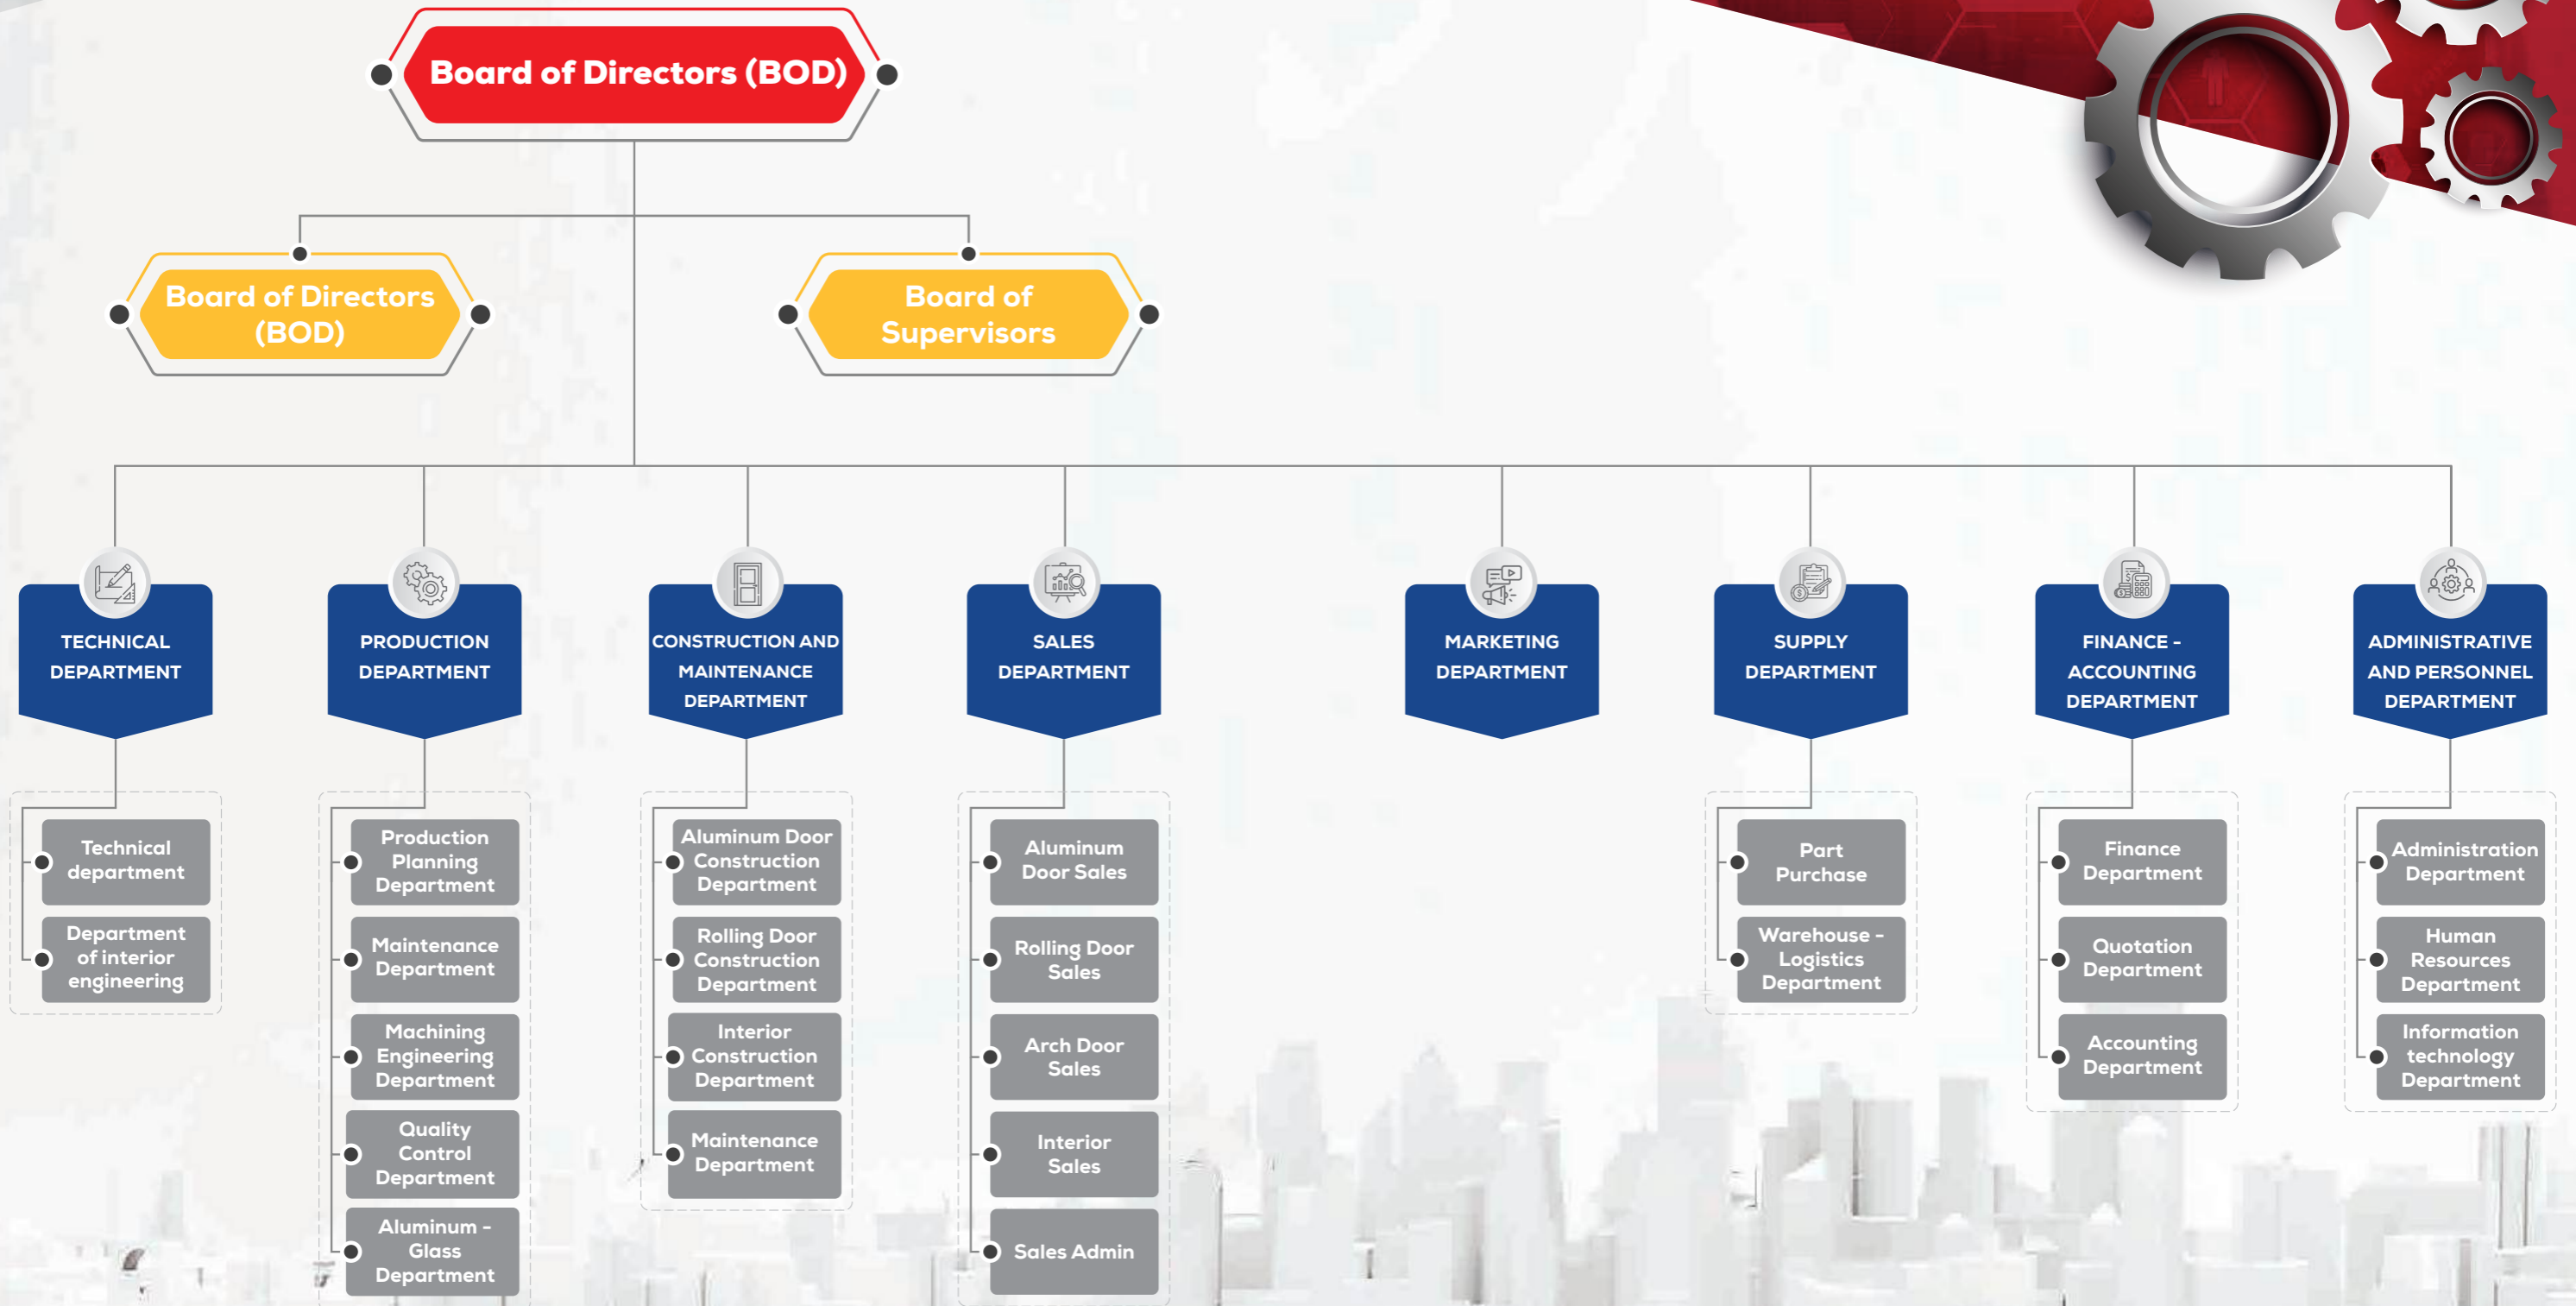 Board of Directors (BOD)
Board of Directors
(BOD)
Board of
Supervisors
TECHNICAL
DEPARTMENT
PRODUCTION
DEPARTMENT
CONSTRUCTION AND
MAINTENANCE
DEPARTMENT
SALES
DEPARTMENT
MARKETING
DEPARTMENT
SUPPLY
DEPARTMENT
FINANCE -
ACCOUNTING
DEPARTMENT
ADMINISTRATIVE
AND PERSONNEL
DEPARTMENT
Technical
department
Department
of interior
engineering
Production
Planning
Department
Maintenance
Department
Machining
Engineering
Department
Quality
Control
Department
Aluminum -
Glass
Department
Aluminum Door
Construction
Department
Rolling Door
Construction
Department
Interior
Construction
Department
Maintenance
Department
Aluminum
Door Sales
Rolling Door
Sales
Arch Door
Sales
Interior
Sales
Sales Admin
Part
Purchase
Warehouse -
Logistics
Department
Finance
Department
Quotation
Department
Accounting
Department
Administration
Department
Human
Resources
Department
Information
technology
Department